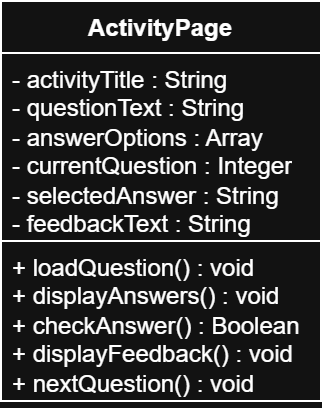 ActivityPage
- activityTitle : String
- questionText : String
- answerOptions : Array
- currentQuestion : Integer
- selectedAnswer : String
- feedbackText : String
+ loadQuestion() : void
+ displayAnswers() : void
+ checkAnswer() : Boolean
+ displayFeedback() : void
+ nextQuestion() : void